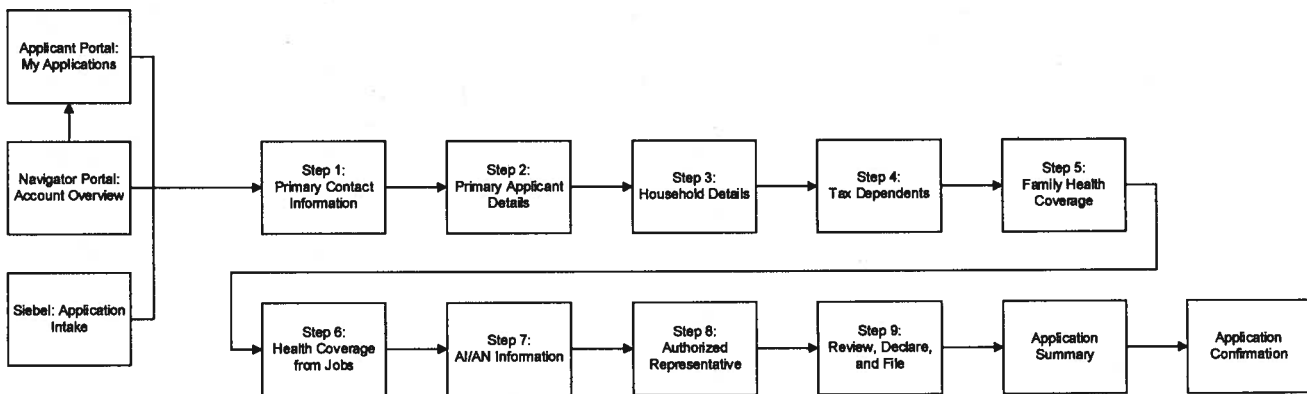 Applicant Portal:
My Applications
Navigator Portal:
Account Overview
Siebel: Application
Intake
Step 1:
Primary Contact
Information
Step 2:
Primary Applicant
Details
Step 3:
Household Details
Step 4:
Tax Dependents
Step 5:
Family Health
Coverage
Step 6:
Health Coverage
from Jobs
Step 7:
AI/AN Information
Step 8:
Authorized
Representative
Step 9:
Review, Declare,
and File
Application
Summary
Application
Confirmation